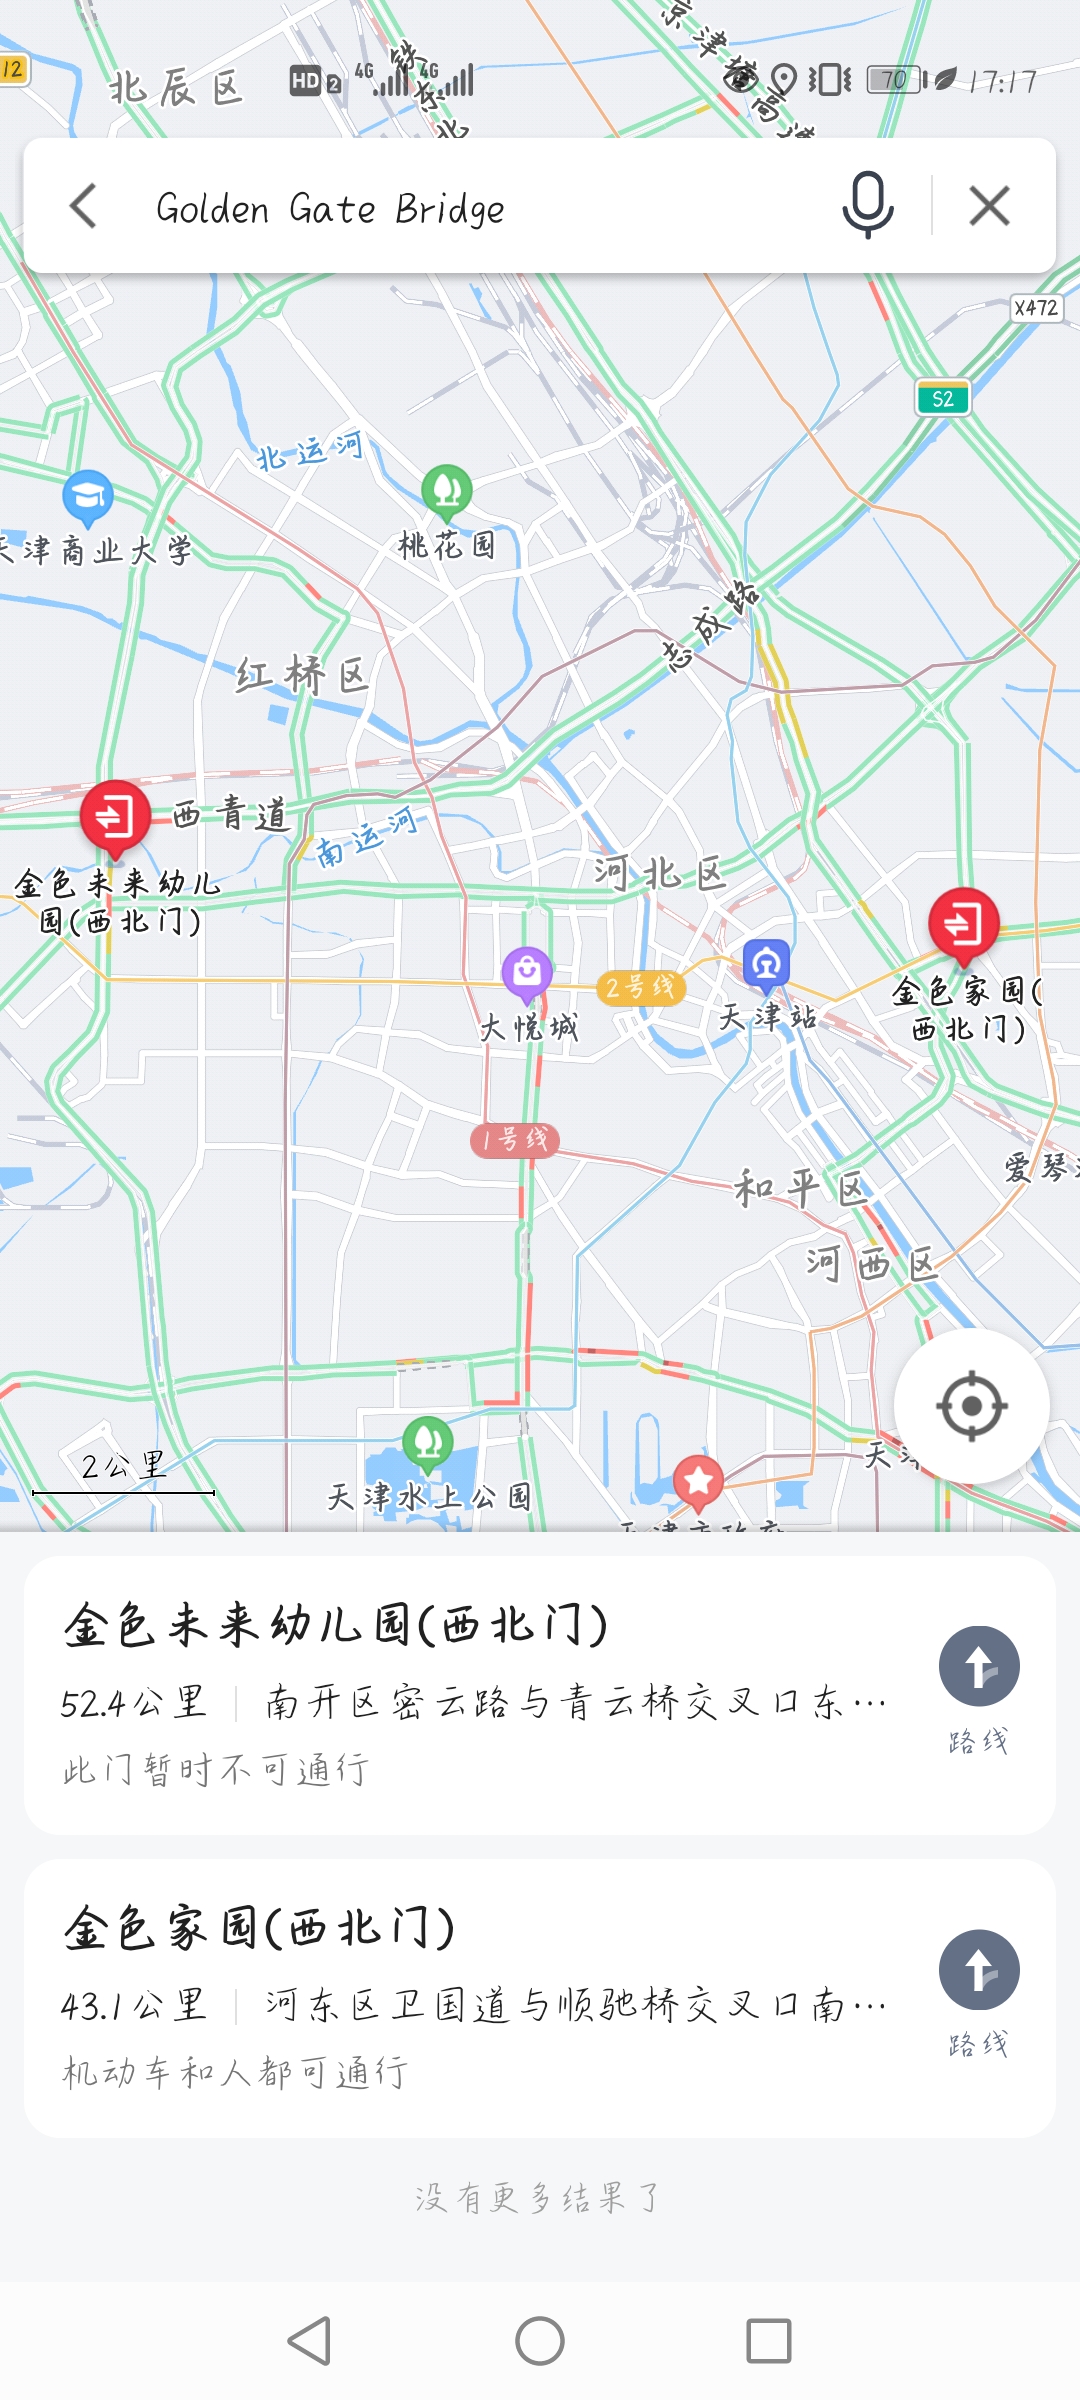 12
北辰区
铁东北
京津塘高速
HD 2 4G 4G
70 17:17
Golden Gate Bridge
X472
S2
北运河
桃花园
天津商业大学
志成路
红桥区
西青道
南运河
河北区
金色未来幼儿
园(西北门)
金色家园(
西北门)
2号线
天津站
大悦城
1号线
和平区
爱琴
河西区
2公里
天津水上公园
天
金色未来幼儿园(西北门)
52.4公里 南开区密云路与青云桥交叉口东…
此门暂时不可通行
路线
金色家园(西北门)
43.1公里 河东区卫国道与顺驰桥交叉口南…
机动车和人都可通行
路线
没有更多结果了